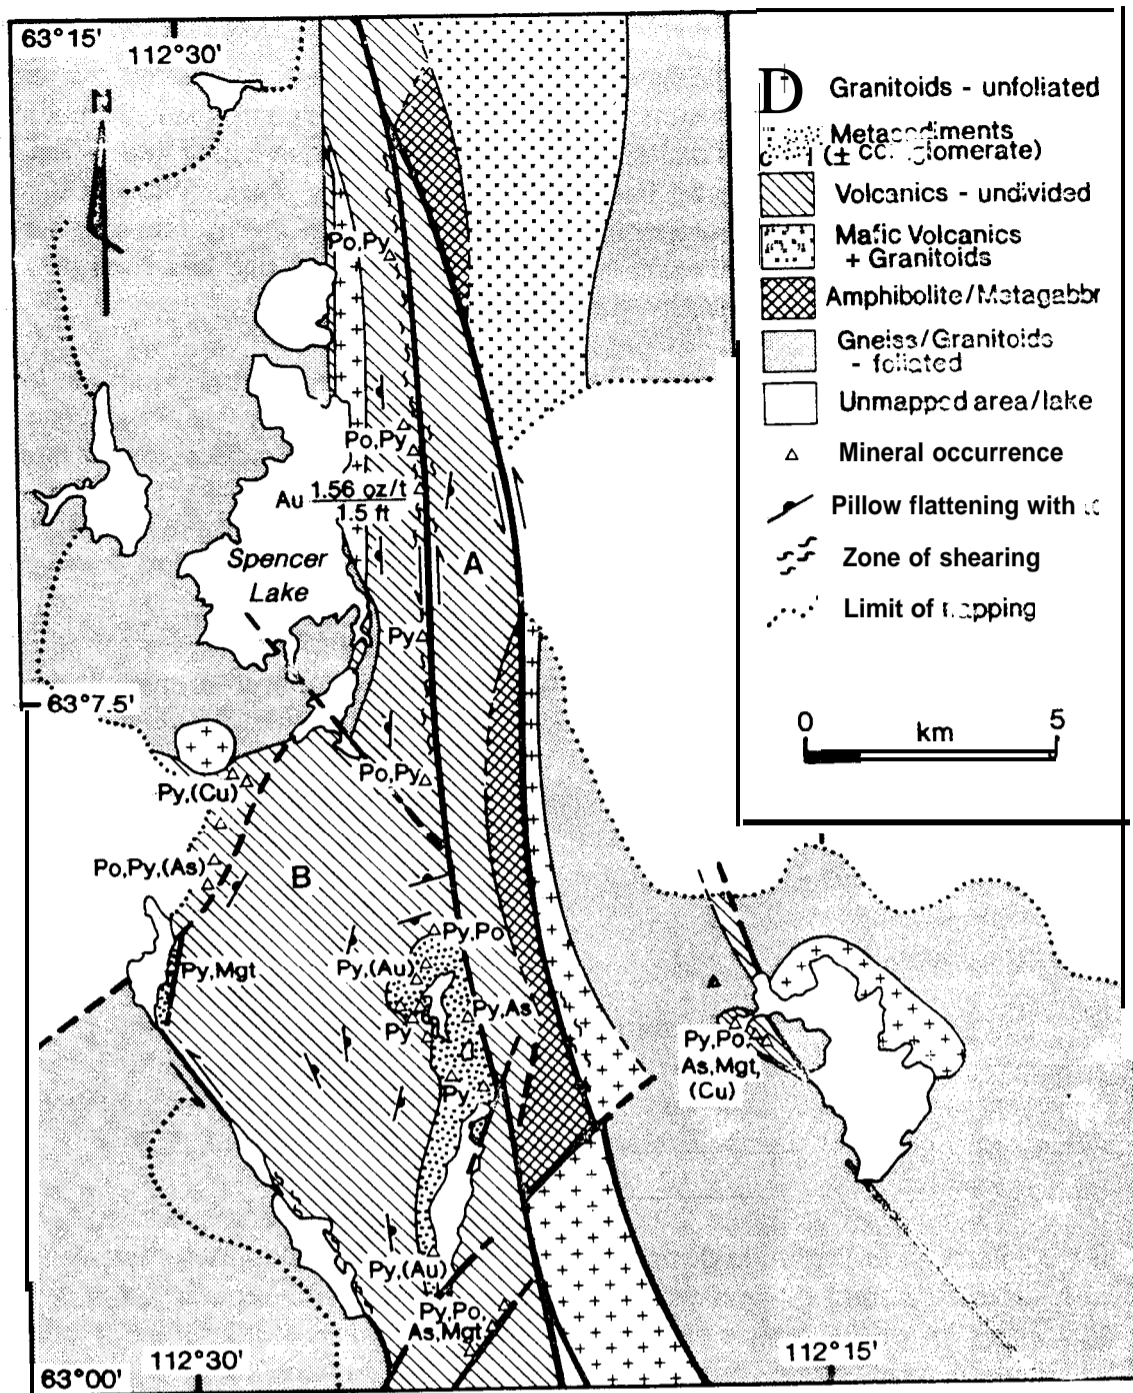 63°15'
112°30'
N
Po,Py
Po,Py
Au 1.56 oz/t
1.5 ft
Spencer
Lake
A
Py
63°7.5'
Po,Py
Py,(Cu)
Po,Py,(As)
B
Py,Po
Py,Mgt
Py,(Au)
Py,As
Py
Py
Py,Po,
As,Mgt,
(Cu)
Py,(Au)
Py,Po,
As,Mgt
112°30'
63°00'
112°15'
D Granitoids - unfoliated
(±
Volcanics - undivided
Mafic Volcanics
+ Granitoids
Amphibolite/
Gneiss/Granitoids
- foliated
Unmapped area/lake
Mineral occurrence
Pillow flattening with
Zone of shearing
Limit of
0 5
km